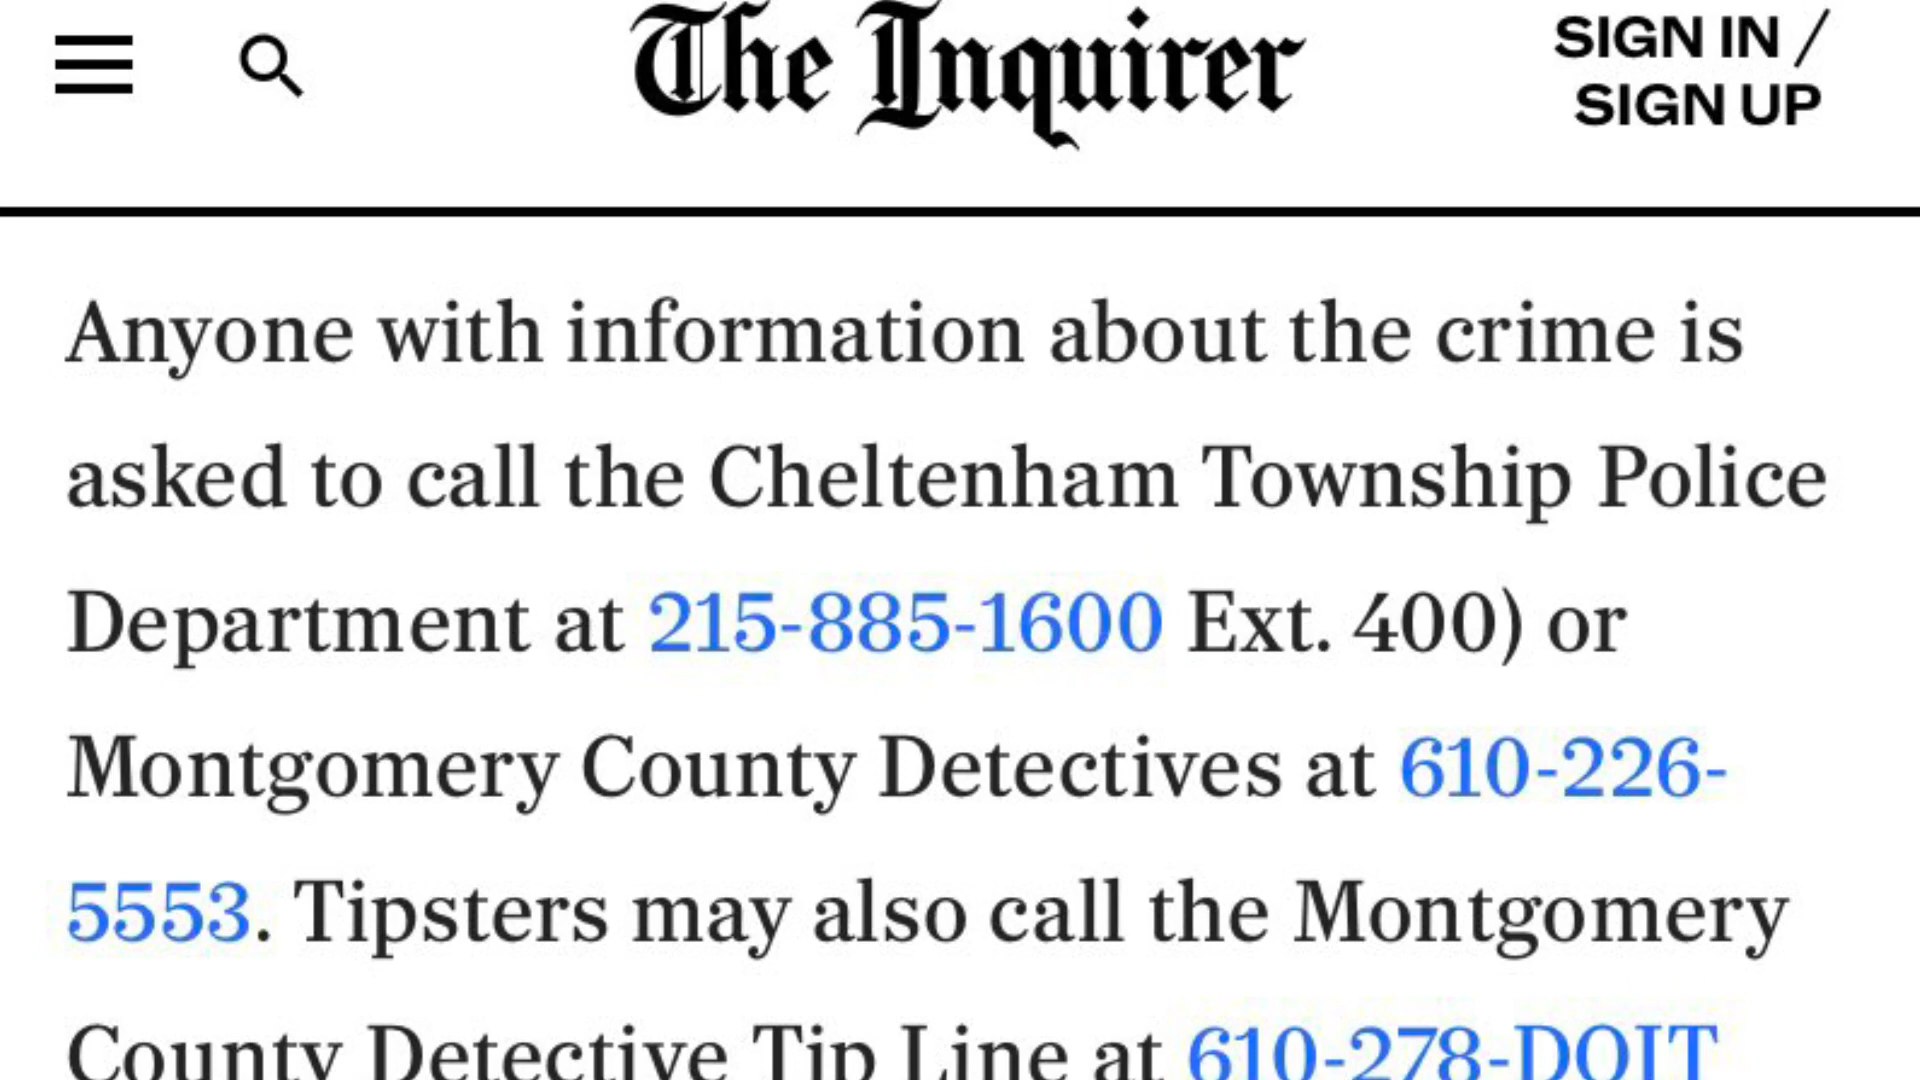 The Inquirer
SIGN IN /
SIGN UP
Anyone with information about the crime is
asked to call the Cheltenham Township Police
Department at 215-885-1600 Ext. 400) or
Montgomery County Detectives at 610-226-
5553. Tipsters may also call the Montgomery
County Detective Tip Line at 610-278-DOIT